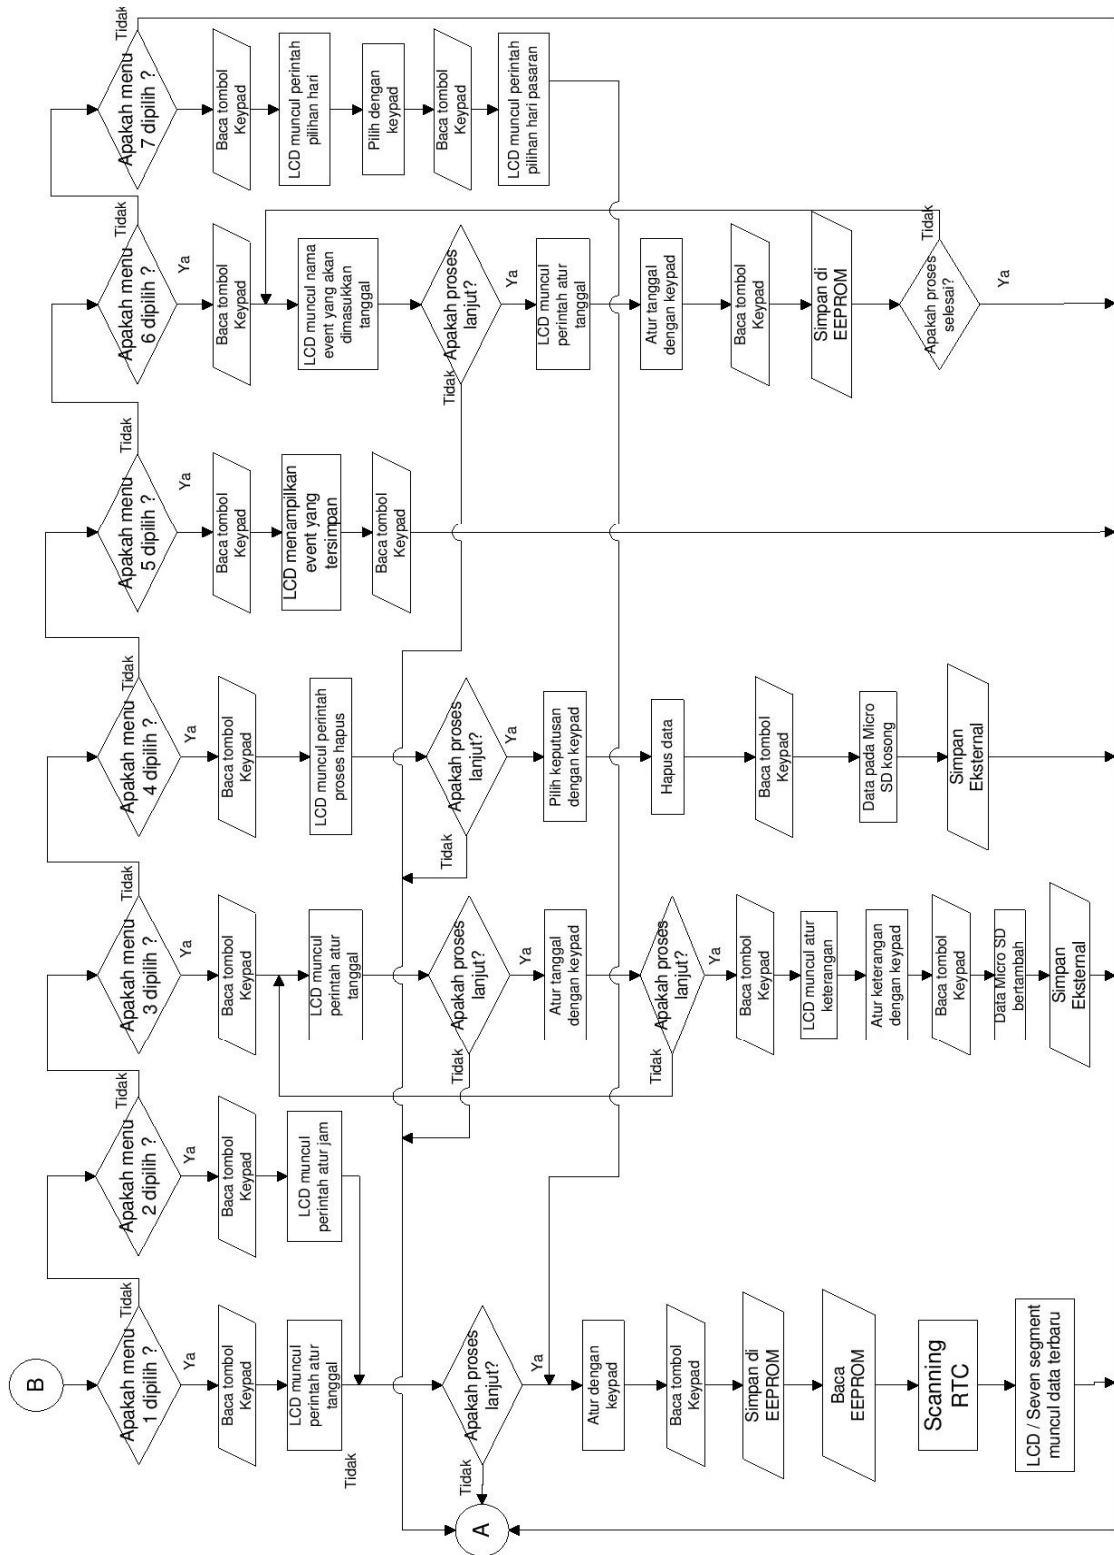 B
Apakah menu
1 dipilih ?
Tidak
Ya
Baca tombol
Keypad
LCD muncul
perintah atur
tanggal
Tidak
Apakah proses
lanjut?
Tidak
A
Ya
Atur dengan
keypad
Baca tombol
Keypad
Simpan di
EEPROM
Baca
EEPROM
Scanning
RTC
LCD / Seven segment
muncul data terbaru
Apakah menu
2 dipilih ?
Tidak
Ya
Baca tombol
Keypad
LCD muncul
perintah atur jam
Apakah menu
3 dipilih ?
Tidak
Ya
Baca tombol
Keypad
LCD muncul
perintah atur
tanggal
Apakah proses
lanjut?
Tidak
Ya
Atur tanggal
dengan keypad
Apakah proses
lanjut?
Tidak
Ya
Baca tombol
Keypad
LCD muncul atur
keterangan
Atur keterangan
dengan keypad
Baca tombol
Keypad
Data Micro SD
bertambah
Simpan
Eksternal
Apakah menu
4 dipilih ?
Tidak
Ya
Baca tombol
Keypad
LCD muncul perintah
proses hapus
Apakah proses
lanjut?
Tidak
Ya
Pilih keputusan
dengan keypad
Hapus data
Baca tombol
Keypad
Data pada Micro
SD kosong
Simpan
Eksternal
Apakah menu
5 dipilih ?
Tidak
Ya
Baca tombol
Keypad
LCD menampilkan
event yang
tersimpan
Baca tombol
Keypad
Apakah menu
6 dipilih ?
Tidak
Ya
Baca tombol
Keypad
LCD muncul nama
event yang akan
dimasukkan
tanggal
Apakah proses
lanjut?
Tidak
Ya
LCD muncul
perintah atur
tanggal
Atur tanggal
dengan keypad
Baca tombol
Keypad
Simpan di
EEPROM
Apakah proses
selesai?
Tidak
Ya
Apakah menu
7 dipilih ?
Tidak
Baca tombol
Keypad
LCD muncul perintah
pilihan hari
Pilih dengan
keypad
Baca tombol
Keypad
LCD muncul perintah
pilihan hari pasaran